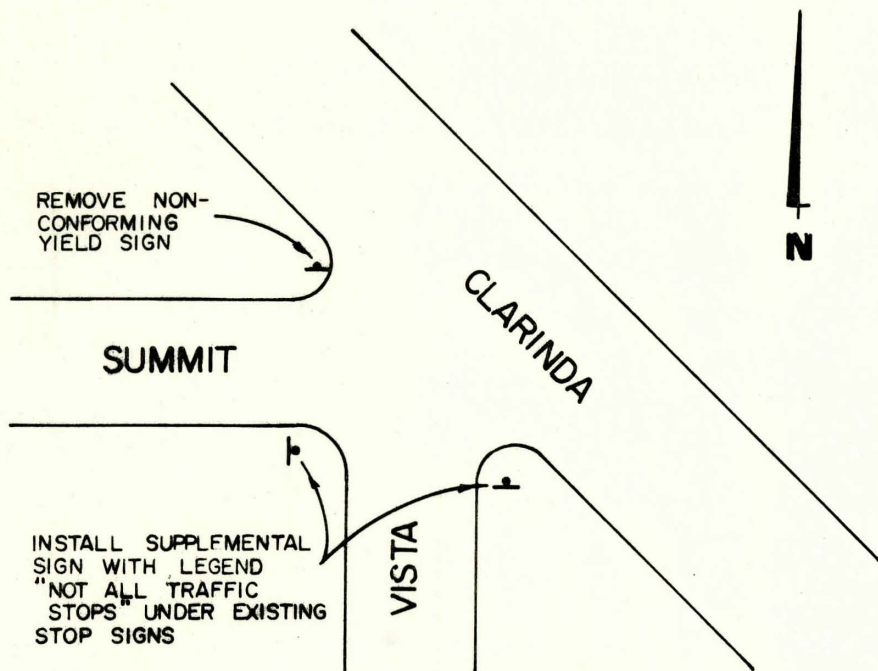 REMOVE NON-
CONFORMING
YIELD SIGN
N
CLARINDA
SUMMIT
INSTALL SUPPLEMENTAL
SIGN WITH LEGEND
"NOT ALL TRAFFIC
STOPS" UNDER EXISTING
STOP SIGNS
VISTA